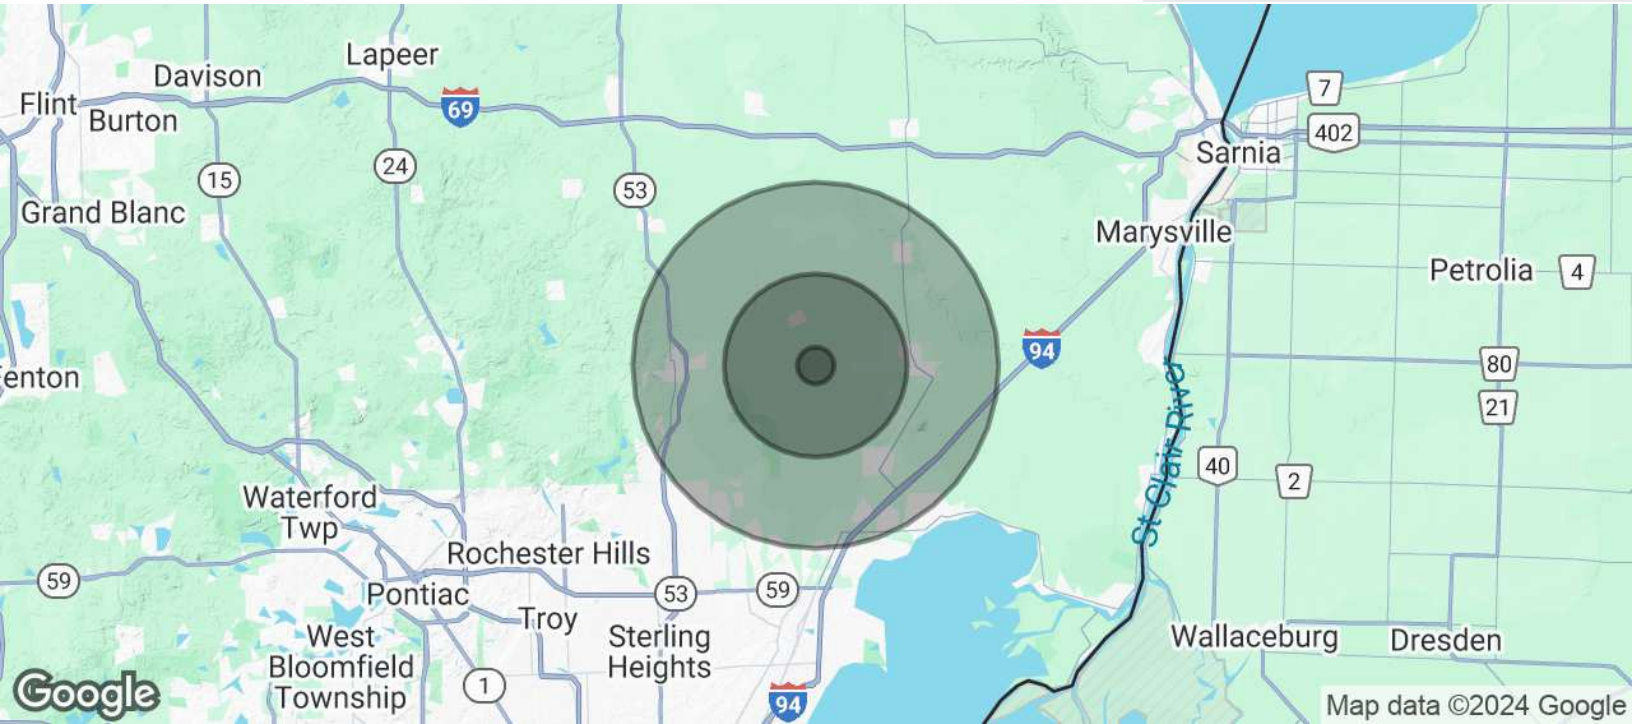 Lapeer
Davison
Flint
Burton
69
7
402
Sarnia
15
24
53
Grand Blanc
Marysville
Petrolia
4
94
enton
80
21
St Clair River
40
2
Waterford
Twp
Rochester Hills
59
Pontiac
53
59
Troy
West
Bloomfield
Township
Sterling
Heights
Wallaceburg
Dresden
1
94
Google
Map data ©2024 Google